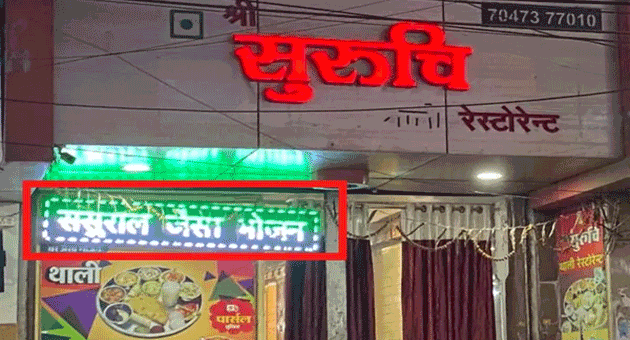 श्री
70473 77010
सुरुचि
रेस्टोरेन्ट
ससुराल जैसा भोजन
थाली
पार्सल
सुविधा
सुरुचि
थाली रेस्टोरेन्ट